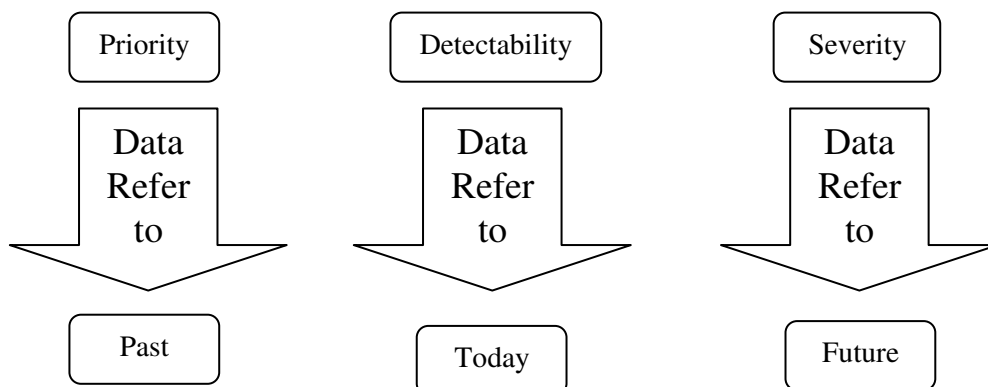 Priority
Detectability
Severity
Data
Refer
to
Data
Refer
to
Data
Refer
to
Past
Today
Future